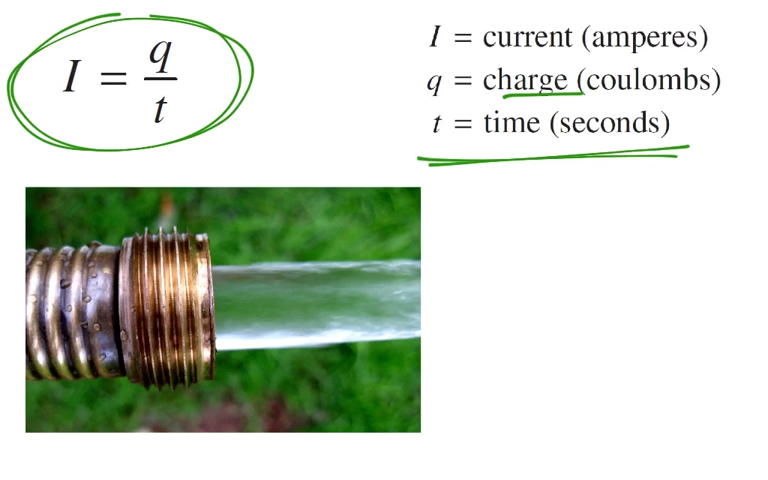 I = q/t
I = current (amperes)
q = charge (coulombs)
t = time (seconds)